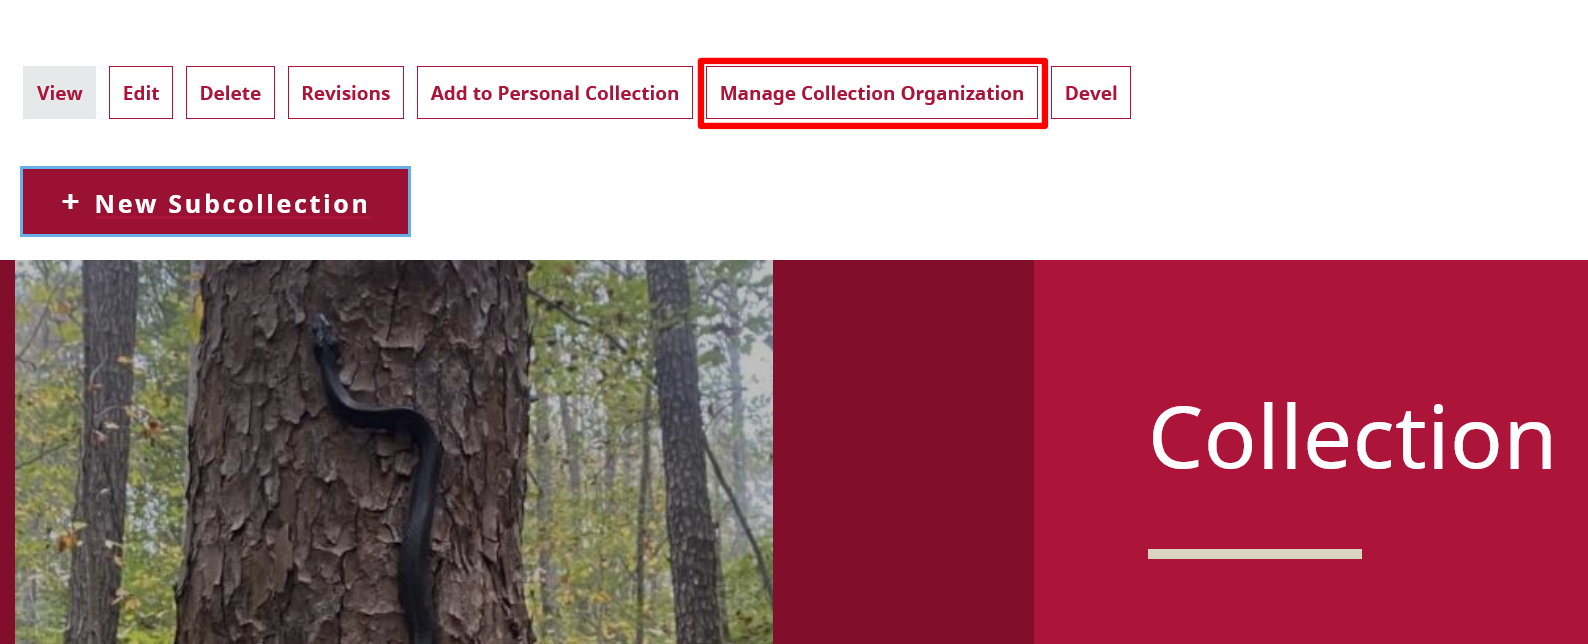 View Edit Delete Revisions Add to Personal Collection Manage Collection Organization Devel
+ New Subcollection
Collection